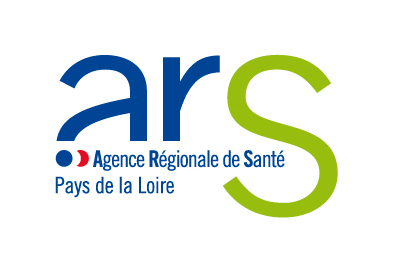 ars
Agence Régionale de Santé
Pays de la Loire